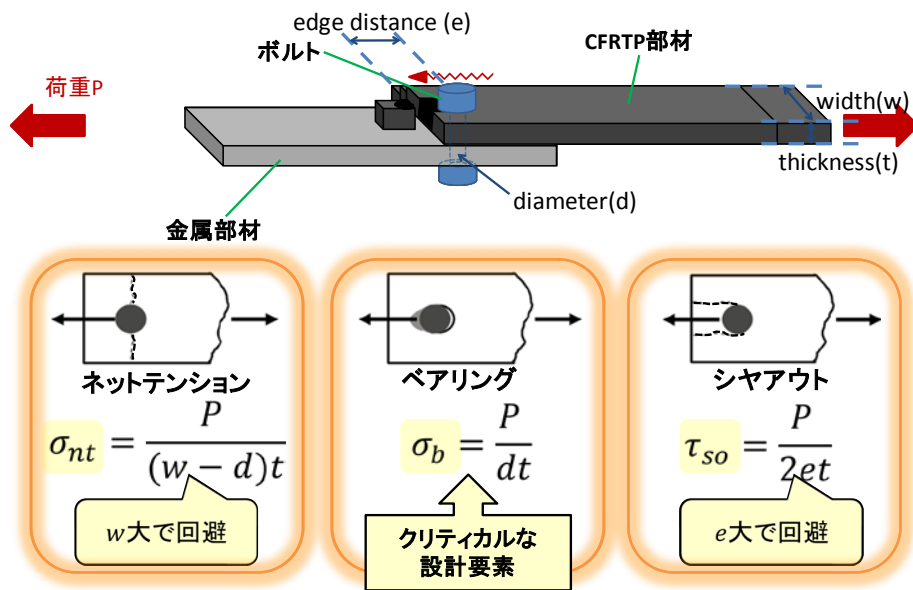 edge distance (e)
ボルト
CFRTP部材
荷重P
width(w)
thickness(t)
diameter(d)
金属部材
ネットテンション
σnt = P / (w − d)t
w大で回避
ベアリング
σb = P / dt
クリティカルな
設計要素
シヤアウト
τso = P / 2et
e大で回避